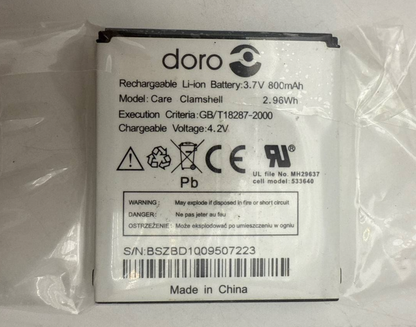 doro
Rechargeable Li-ion Battery:3.7V 800mAh
Model: Care Clamshell 2.96Wh
Execution Criteria:GB/T18287-2000
Chargeable Voltage:4.2V
Pb
UL file No. MH29637
cell model: 533640
WARNING: May explode if disposed in fire or short circuit
WARNING: Ne pas jeter au feu
OSTRZEŻENIE: Może eksplodować po umieszczeniu w ogniu
S/N:BSZBD1009507223
Made in China